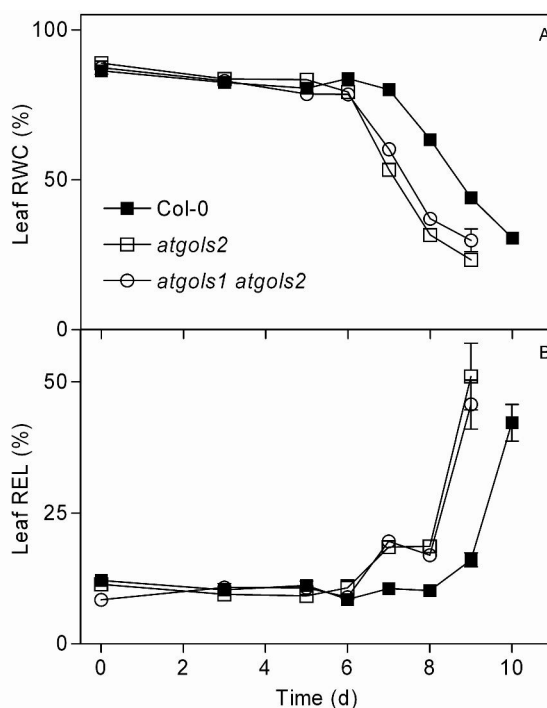 100
A
Leaf RWC (%)
50
Col-0
atgols2
atgols1 atgols2
0
B
50
Leaf REL (%)
25
0
0 2 4 6 8 10
Time (d)